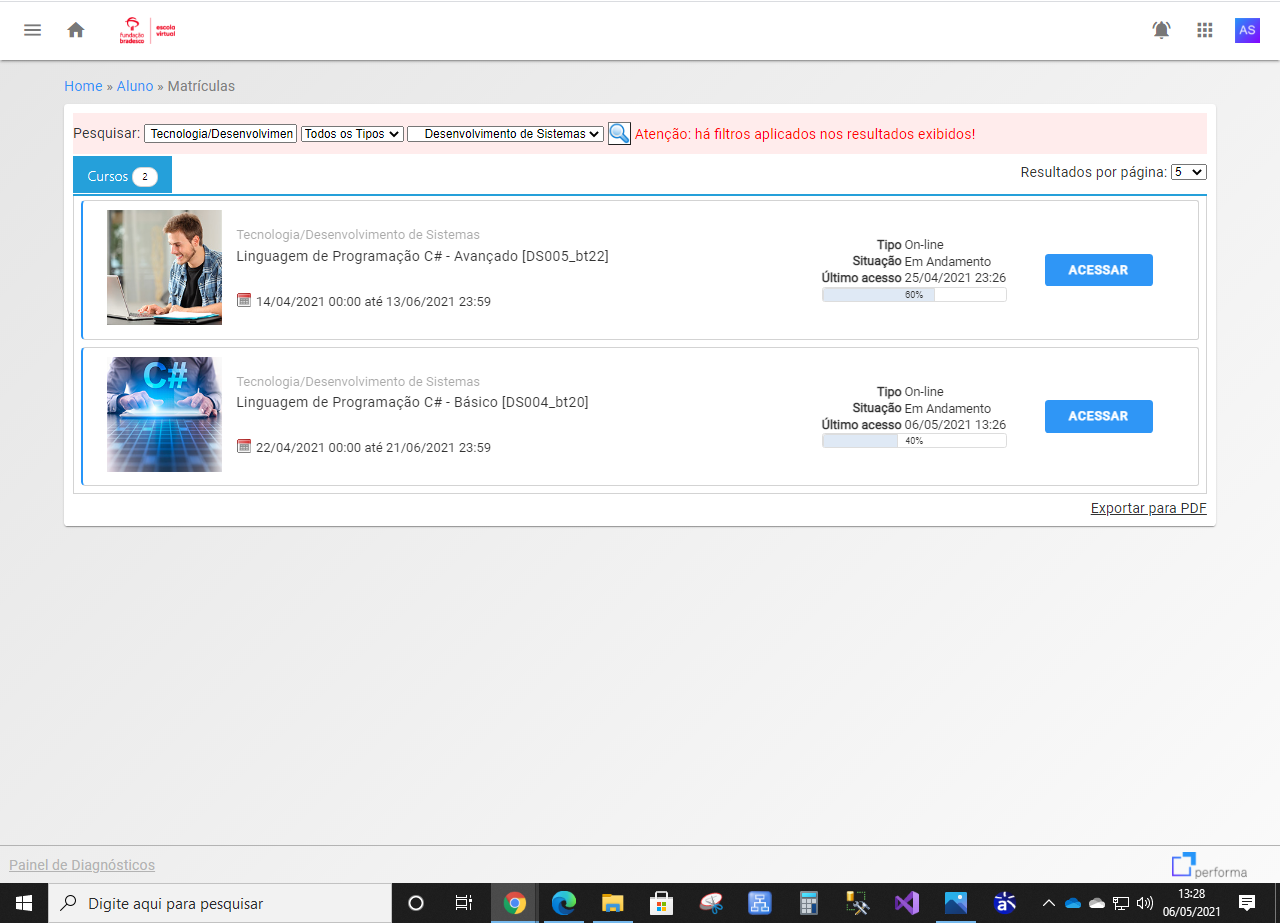 fundação bradesco escola virtual
AS
Home » Aluno » Matrículas
Pesquisar: Tecnologia/Desenvolvimen Todos os Tipos Desenvolvimento de Sistemas Atenção: há filtros aplicados nos resultados exibidos!
Cursos 2
Resultados por página: 5
Tecnologia/Desenvolvimento de Sistemas
Linguagem de Programação C# - Avançado [DS005_bt22]
14/04/2021 00:00 até 13/06/2021 23:59
Tipo On-line
Situação Em Andamento
Último acesso 25/04/2021 23:26
60%
ACESSAR
C#
Tecnologia/Desenvolvimento de Sistemas
Linguagem de Programação C# - Básico [DS004_bt20]
22/04/2021 00:00 até 21/06/2021 23:59
Tipo On-line
Situação Em Andamento
Último acesso 06/05/2021 13:26
40%
ACESSAR
Exportar para PDF
Painel de Diagnósticos
performa
Digite aqui para pesquisar
13:28
06/05/2021